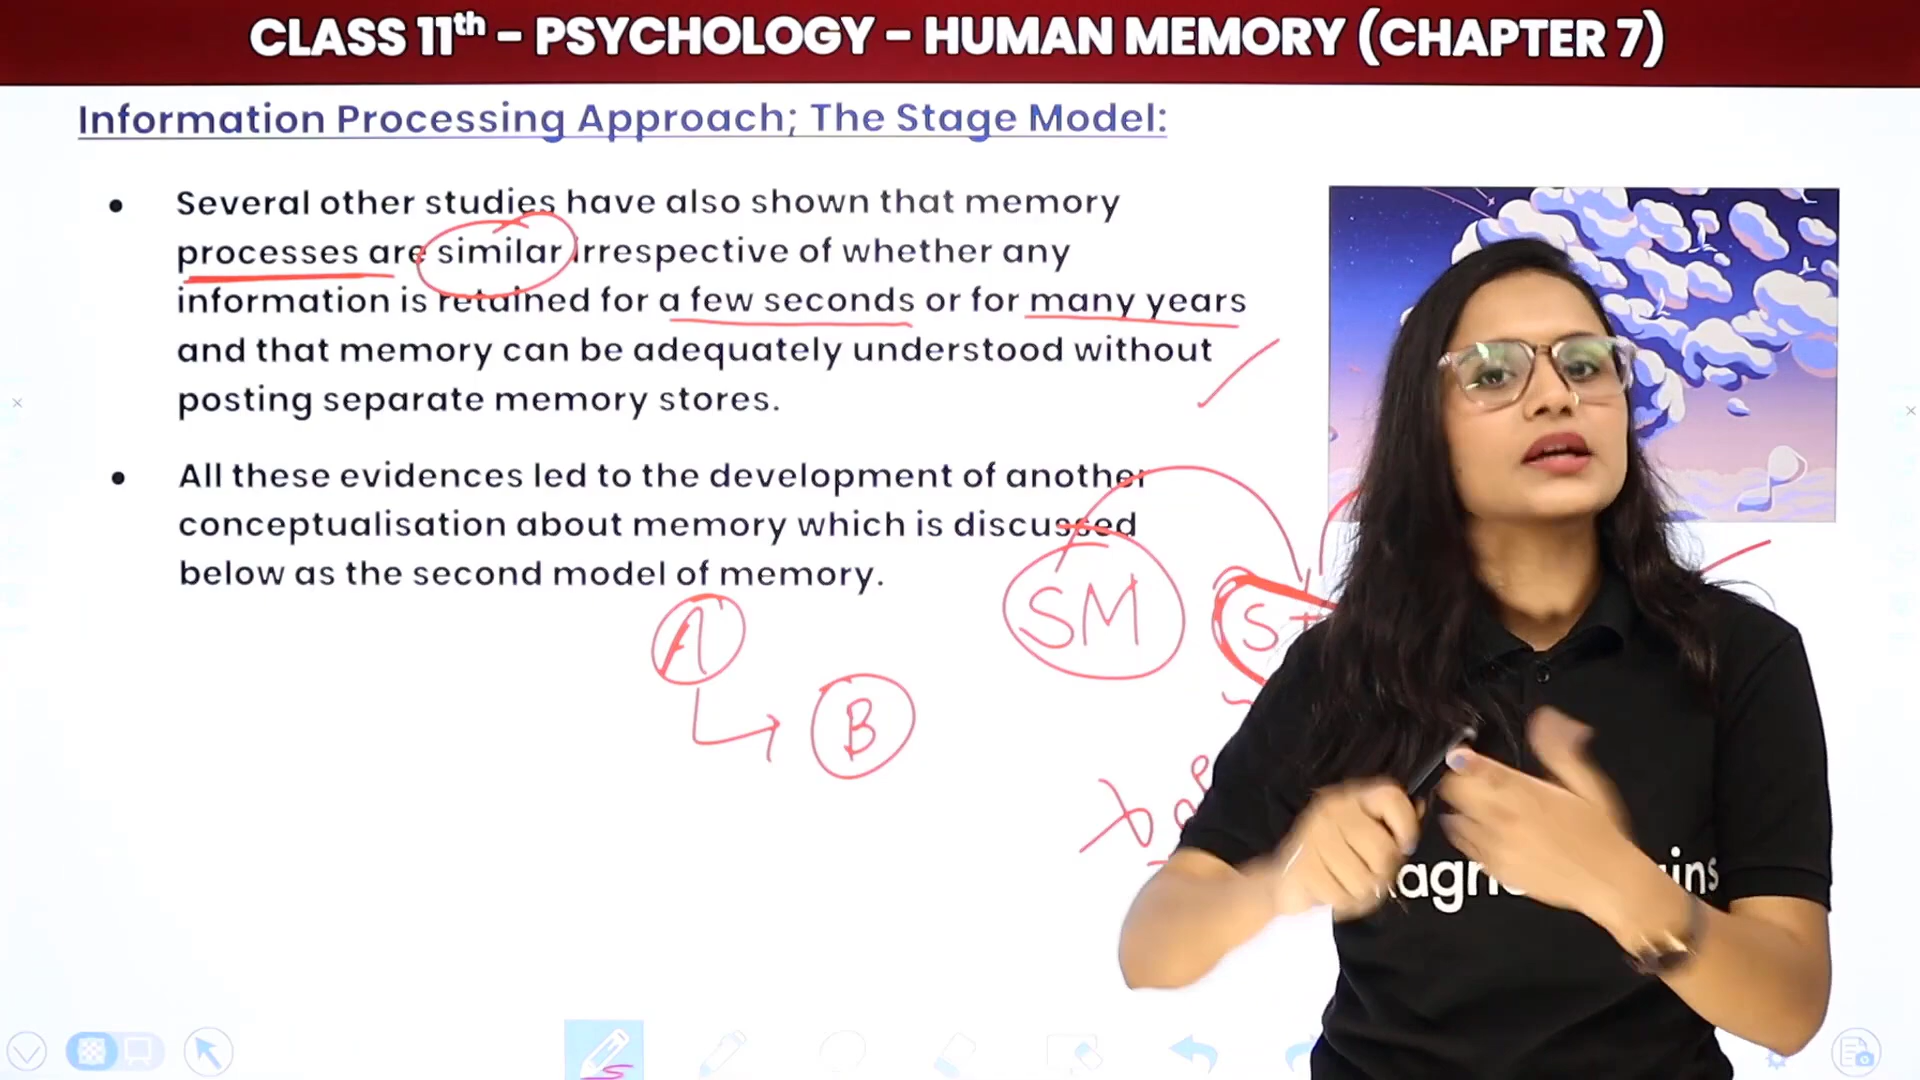 CLASS 11th - PSYCHOLOGY - HUMAN MEMORY (CHAPTER 7)
Information Processing Approach; The Stage Model:
• Several other studies have also shown that memory
processes are similar irrespective of whether any
information is retained for a few seconds or for many years
and that memory can be adequately understood without
posting separate memory stores.
• All these evidences led to the development of another
conceptualisation about memory which is discussed
below as the second model of memory.
SM
A
B